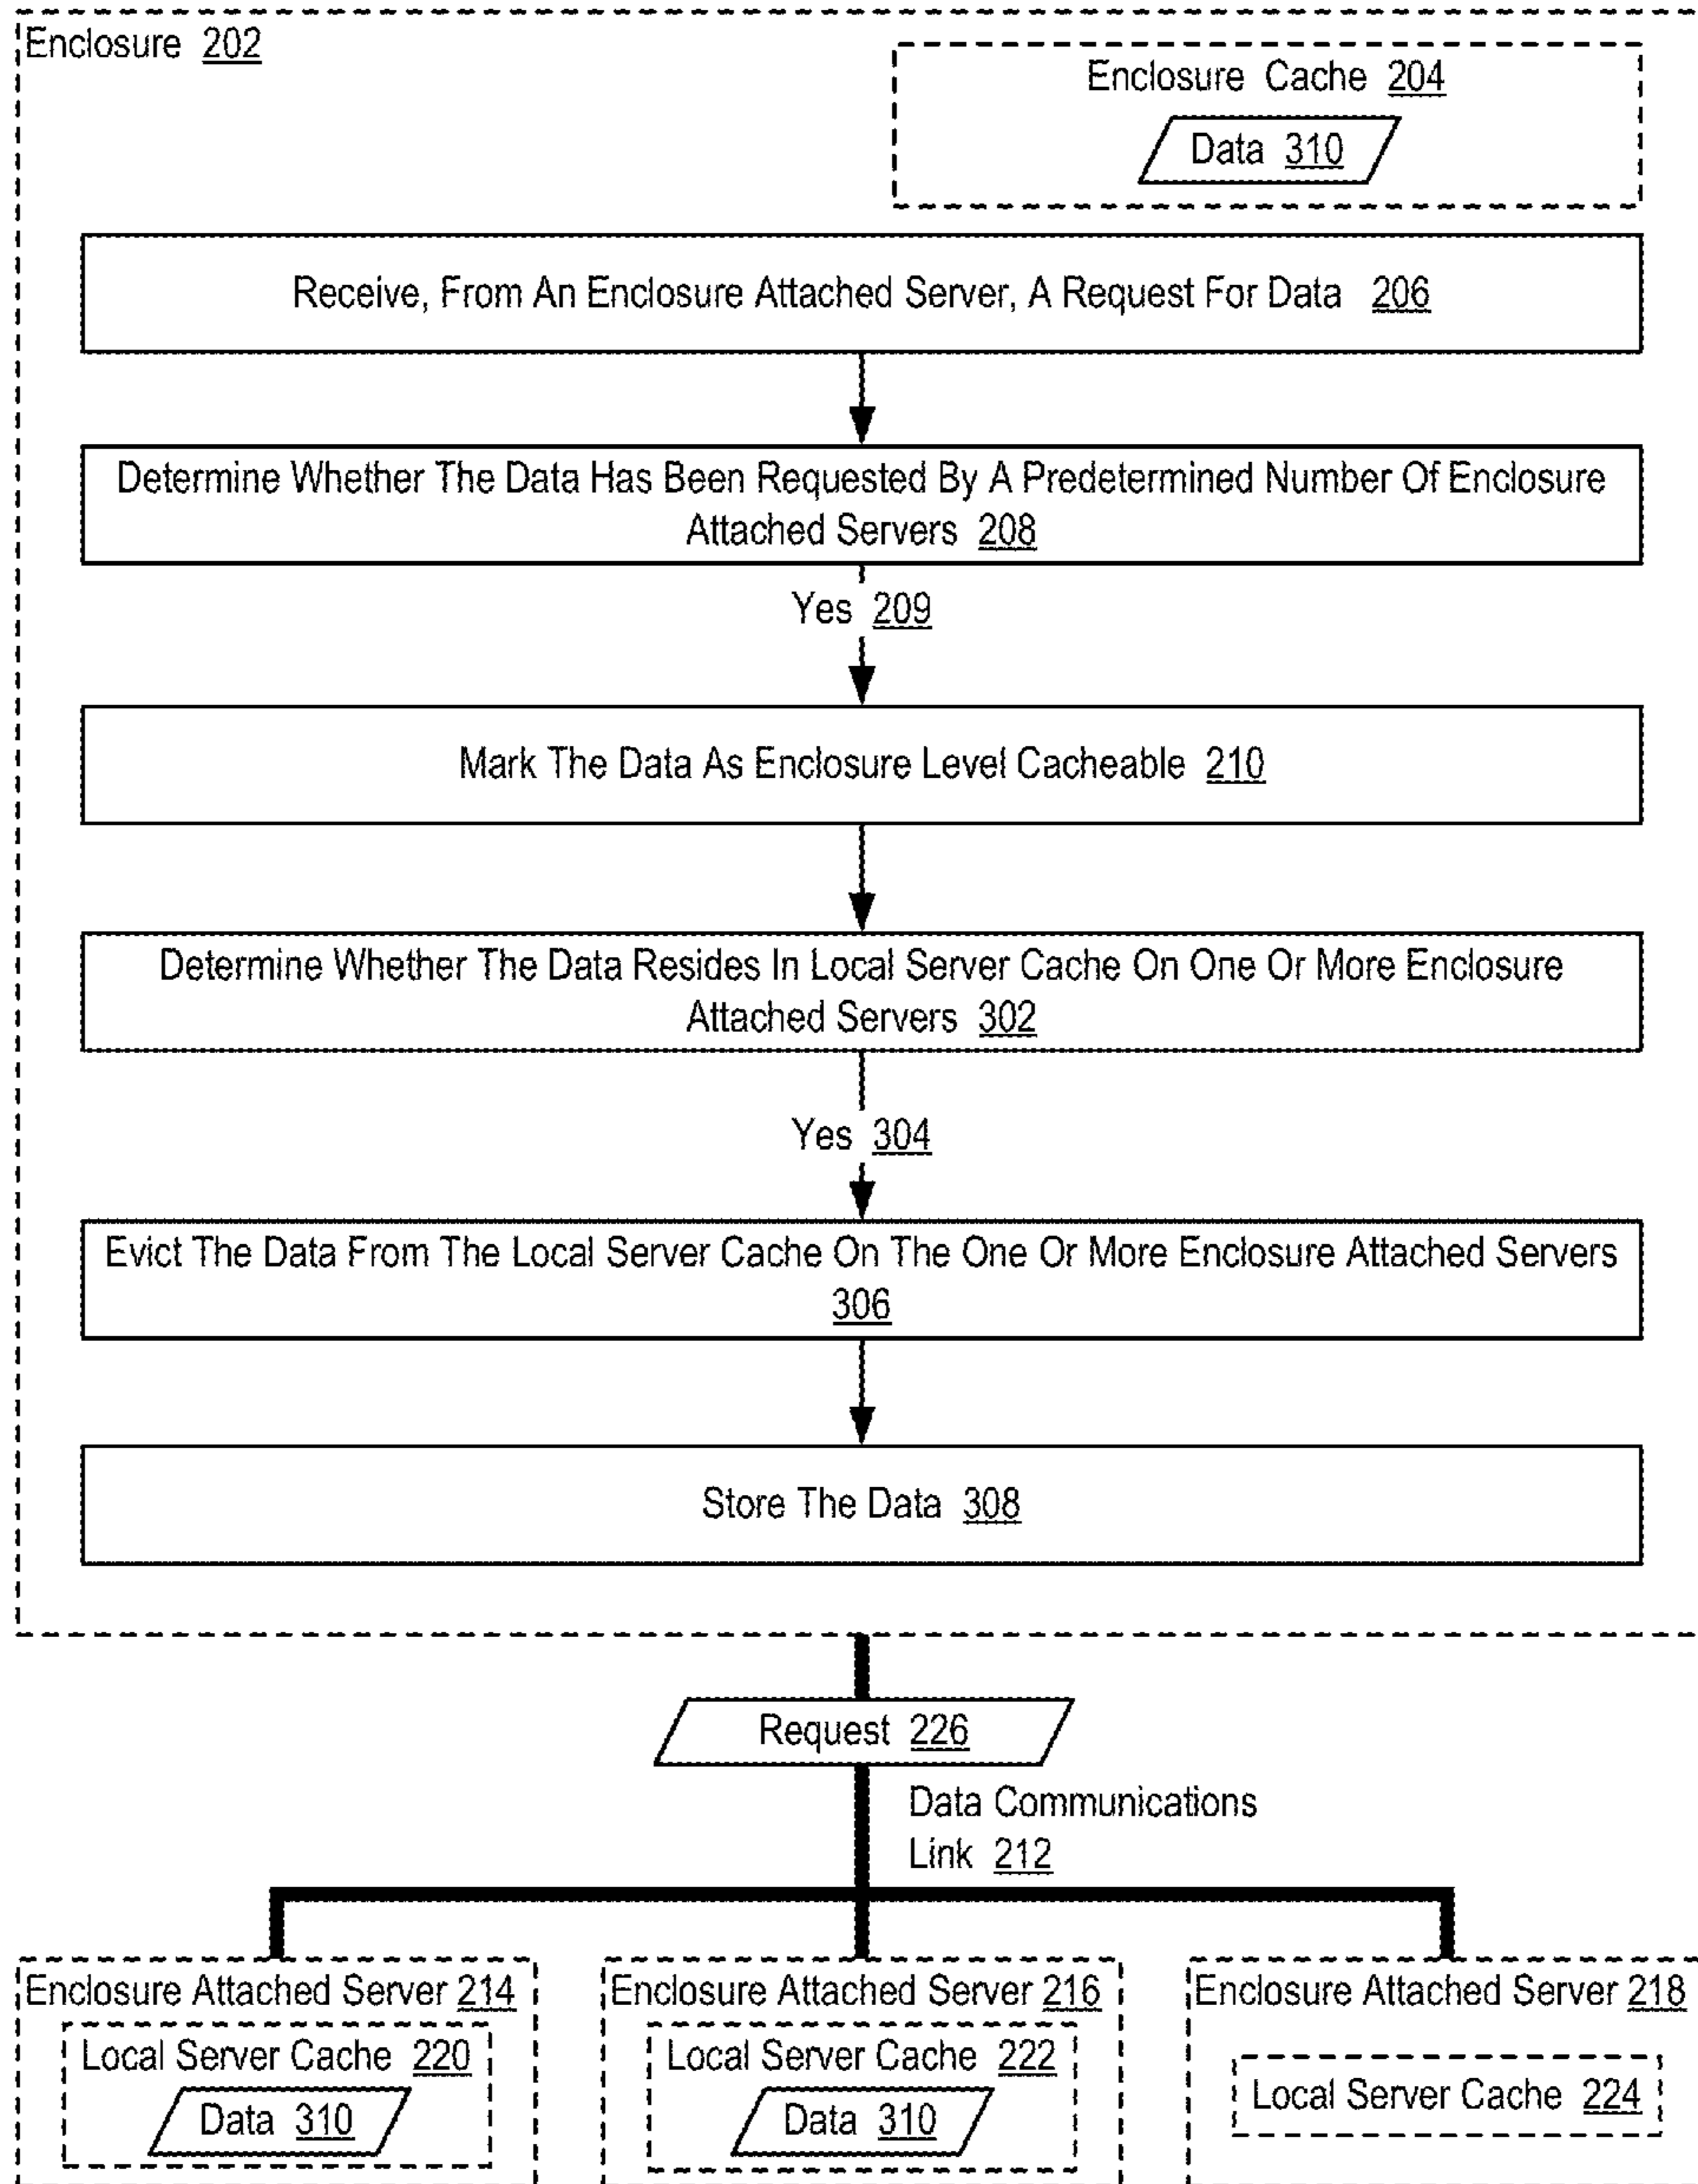 Enclosure 202
Enclosure Cache 204
Data 310
Receive, From An Enclosure Attached Server, A Request For Data 206
Determine Whether The Data Has Been Requested By A Predetermined Number Of Enclosure
Attached Servers 208
Yes 209
Mark The Data As Enclosure Level Cacheable 210
Determine Whether The Data Resides In Local Server Cache On One Or More Enclosure
Attached Servers 302
Yes 304
Evict The Data From The Local Server Cache On The One Or More Enclosure Attached Servers
306
Store The Data 308
Request 226
Data Communications
Link 212
Enclosure Attached Server 214
Local Server Cache 220
Data 310
Enclosure Attached Server 216
Local Server Cache 222
Data 310
Enclosure Attached Server 218
Local Server Cache 224